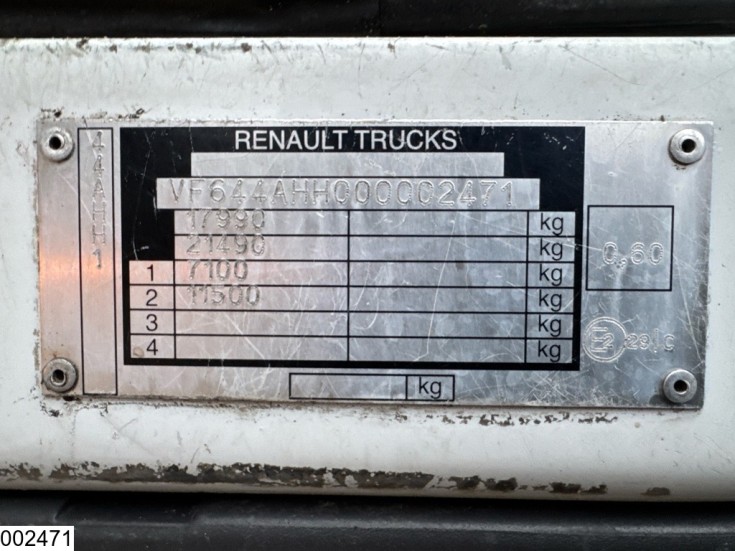 RENAULT TRUCKS
44AHH1
VF644AHH000002471
17990 kg
21490 kg
1 7100 kg
2 11500 kg
3 kg
4 kg
kg
0,60
E2
002471